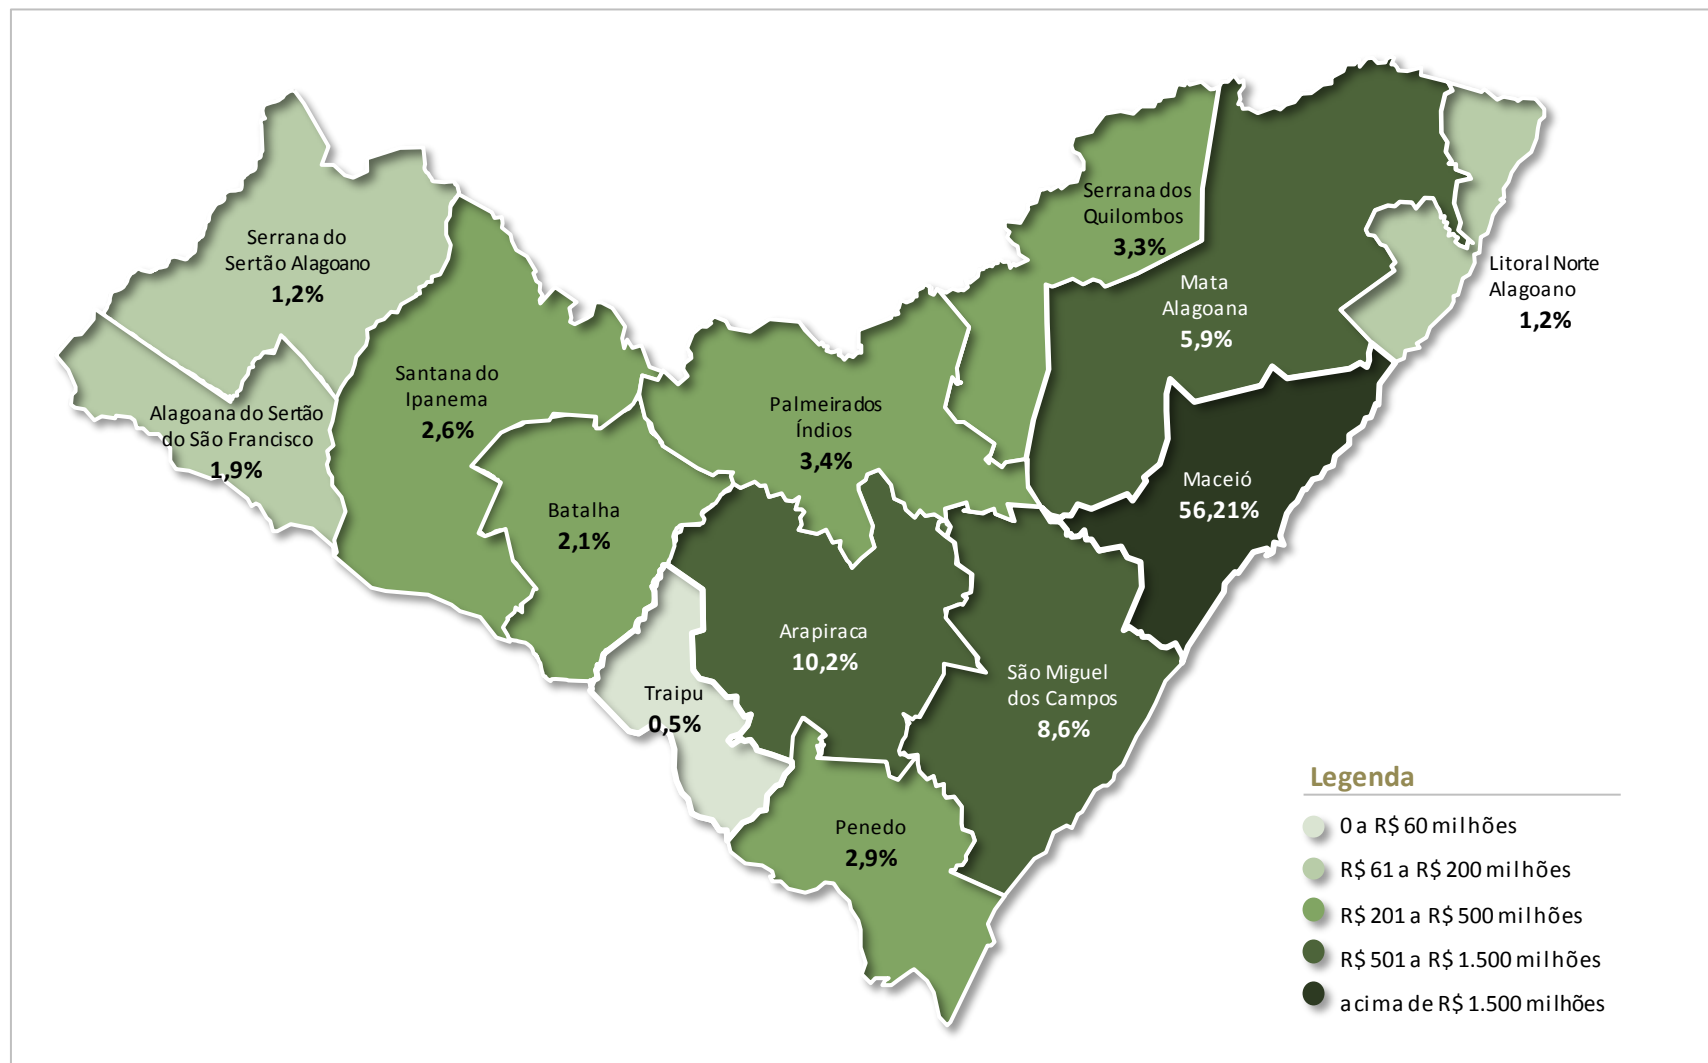 Serrana do
Sertão Alagoano
1,2%
Alagoana do Sertão
do São Francisco
1,9%
Santana do
Ipanema
2,6%
Batalha
2,1%
Palmeira dos
Índios
3,4%
Serrana dos
Quilombos
3,3%
Mata
Alagoana
5,9%
Litoral Norte
Alagoano
1,2%
Maceió
56,21%
Arapiraca
10,2%
São Miguel
dos Campos
8,6%
Traipu
0,5%
Penedo
2,9%
Legenda
0 a R$ 60 milhões
R$ 61 a R$ 200 milhões
R$ 201 a R$ 500 milhões
R$ 501 a R$ 1.500 milhões
acima de R$ 1.500 milhões